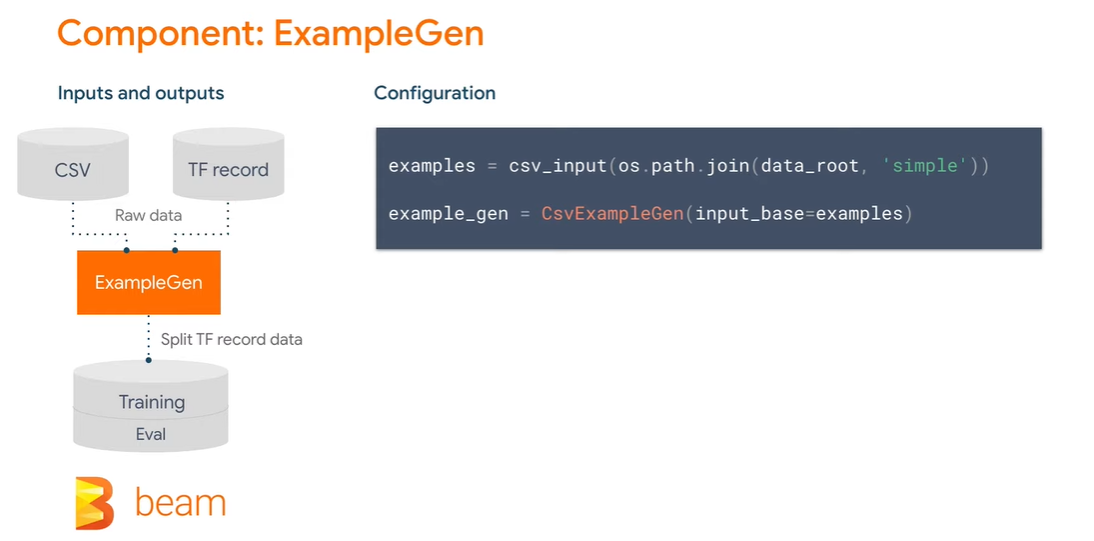 Component: ExampleGen
Inputs and outputs
CSV
TF record
Raw data
ExampleGen
Split TF record data
Training
Eval
beam
Configuration
examples = csv_input(os.path.join(data_root, 'simple'))
example_gen = CsvExampleGen(input_base=examples)